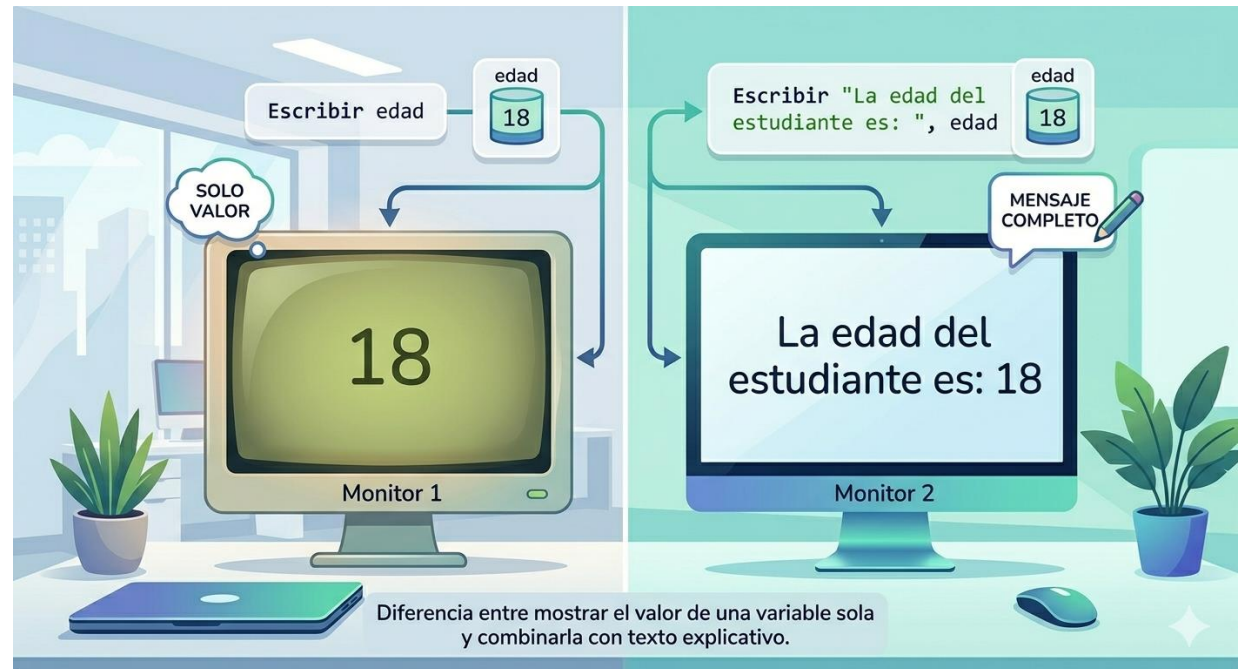 Escribir edad
edad
18
SOLO
VALOR
18
Monitor 1
Escribir "La edad del
estudiante es: ", edad
edad
18
MENSAJE
COMPLETO
La edad del
estudiante es: 18
Monitor 2
Diferencia entre mostrar el valor de una variable sola
y combinarla con texto explicativo.